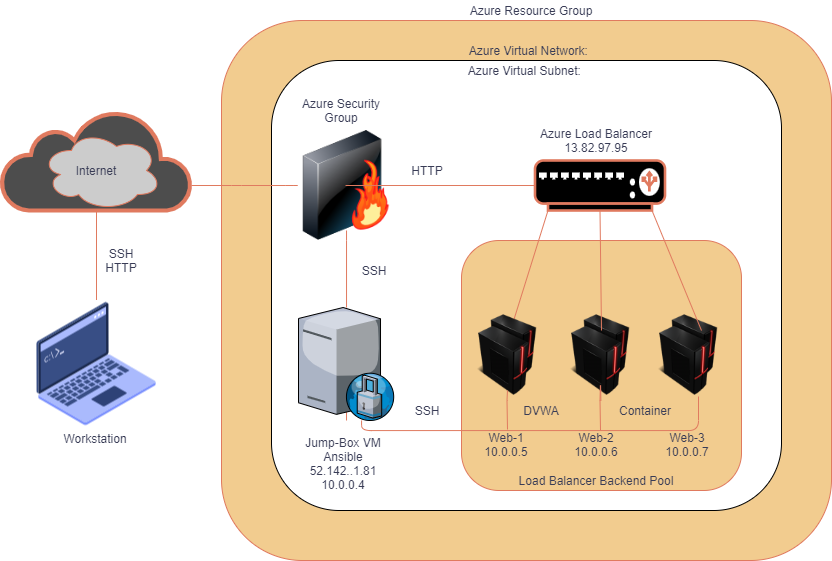 Azure Resource Group
Azure Virtual Network:
Azure Virtual Subnet:
Azure Security
Group
Azure Load Balancer
13.82.97.95
Internet
HTTP
SSH
HTTP
SSH
C:\>_
Workstation
SSH
DVWA
Container
Jump-Box VM
Ansible
52.142..1.81
10.0.0.4
Web-1
10.0.0.5
Web-2
10.0.0.6
Web-3
10.0.0.7
Load Balancer Backend Pool